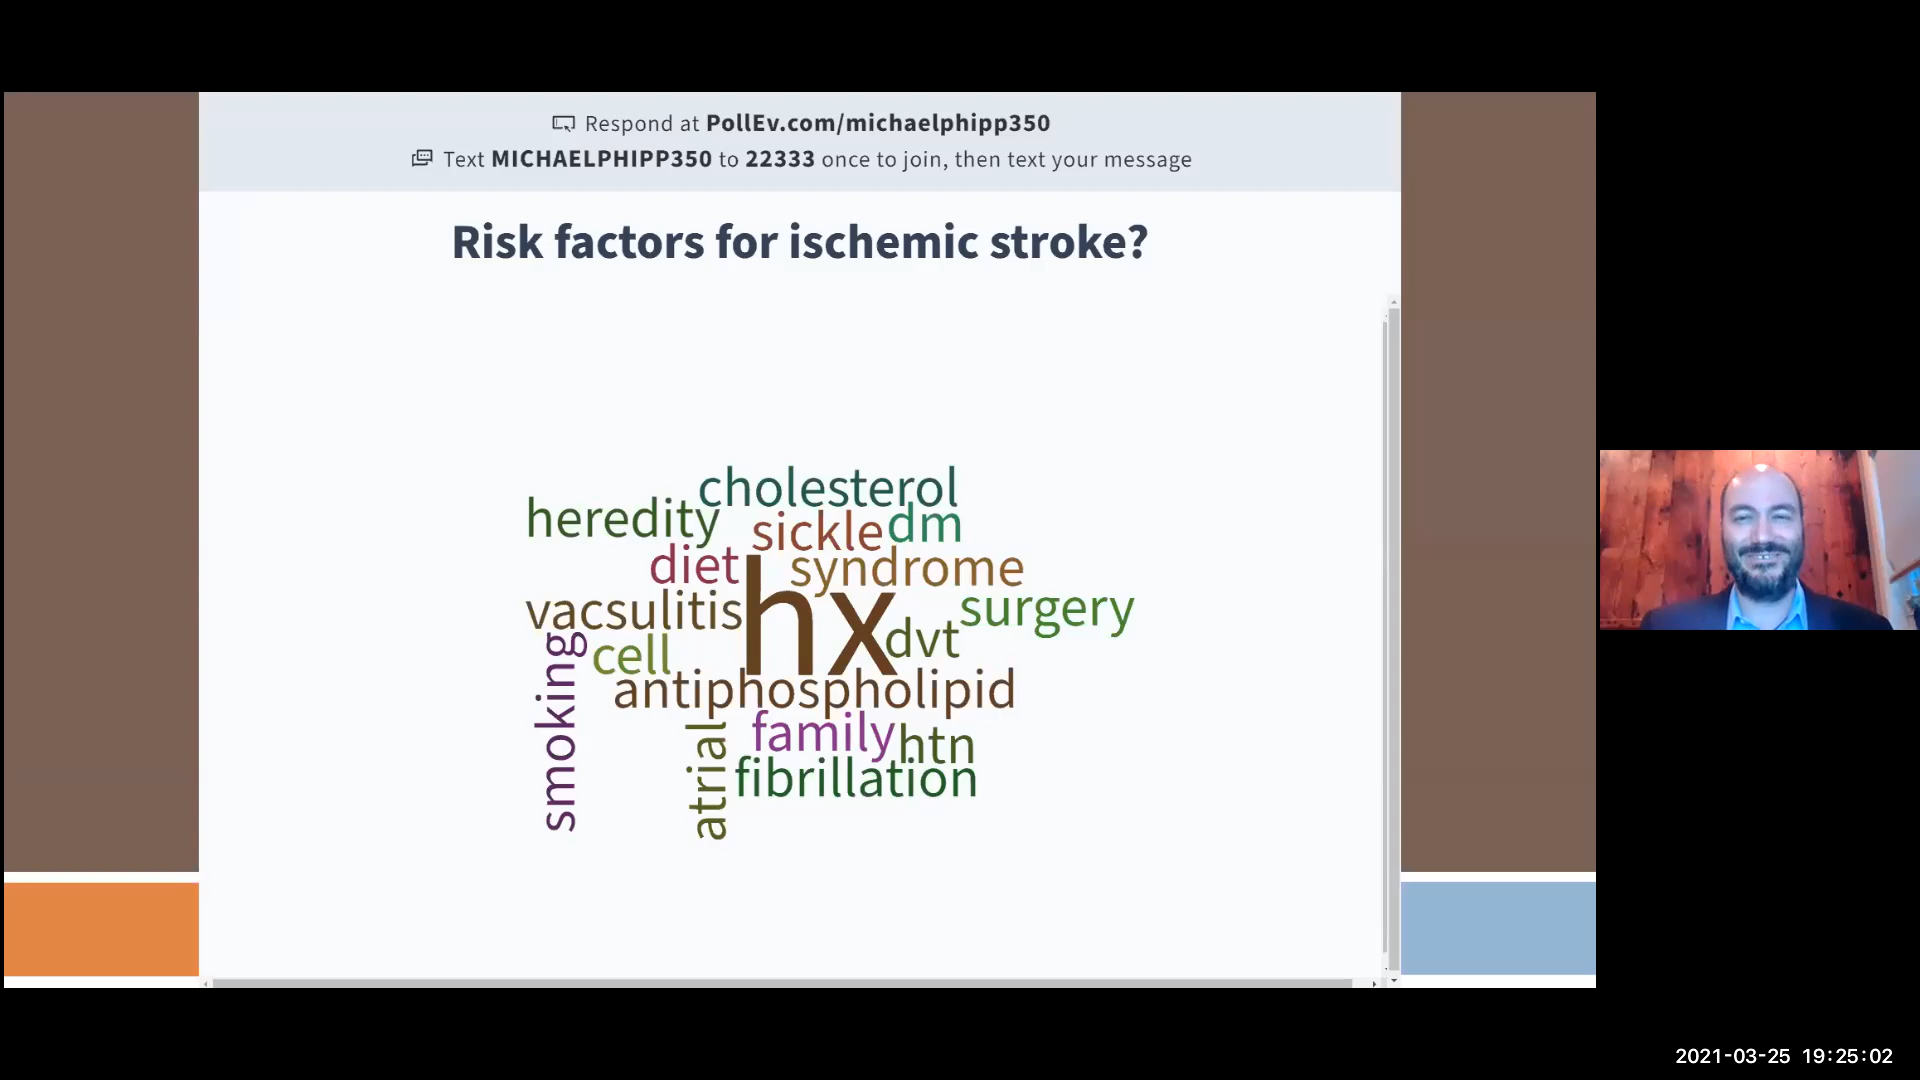 Respond at PollEv.com/michaelphipp350
Text MICHAELPHIPP350 to 22333 once to join, then text your message
Risk factors for ischemic stroke?
cholesterol
heredity
sickle
dm
diet
syndrome
hx
vacsulitis
surgery
dvt
cell
antiphospholipid
smoking
family
htn
atrial
fibrillation
2021-03-25 19:25:02